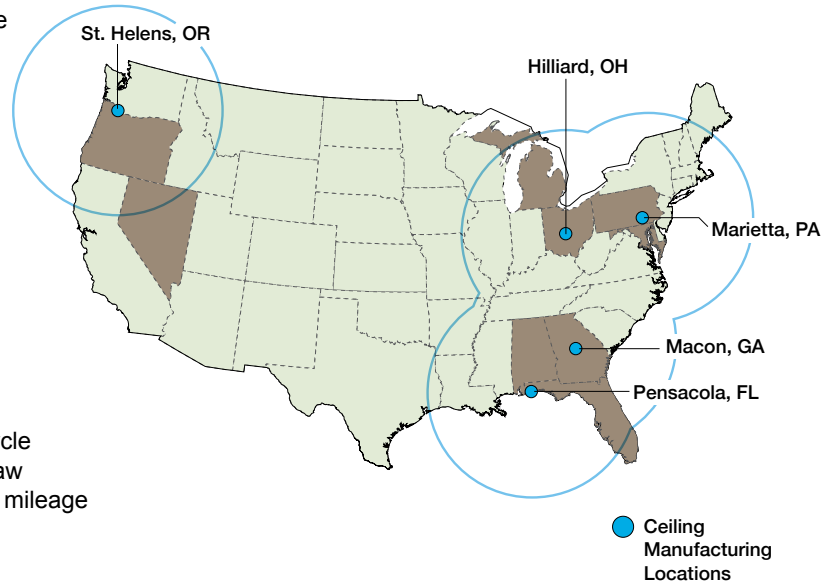 e
St. Helens, OR
Hilliard, OH
Marietta, PA
Macon, GA
Pensacola, FL
cle
aw
mileage
Ceiling
Manufacturing
Locations